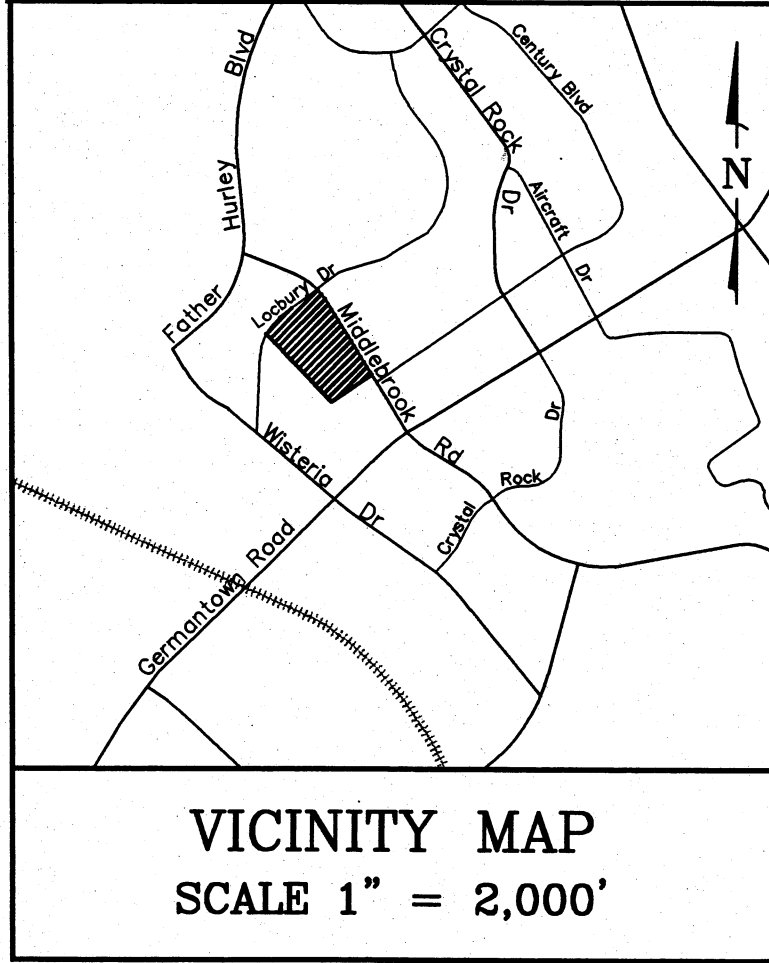 Blvd
Hurley
Father
Crystal Rock
Dr
Century Blvd
Aircraft
Dr
N
Locbury Dr
Middlebrook
Rd
Wisteria
Dr
Dr
Rock
Crystal
Germantown Road
VICINITY MAP
SCALE 1" = 2,000'